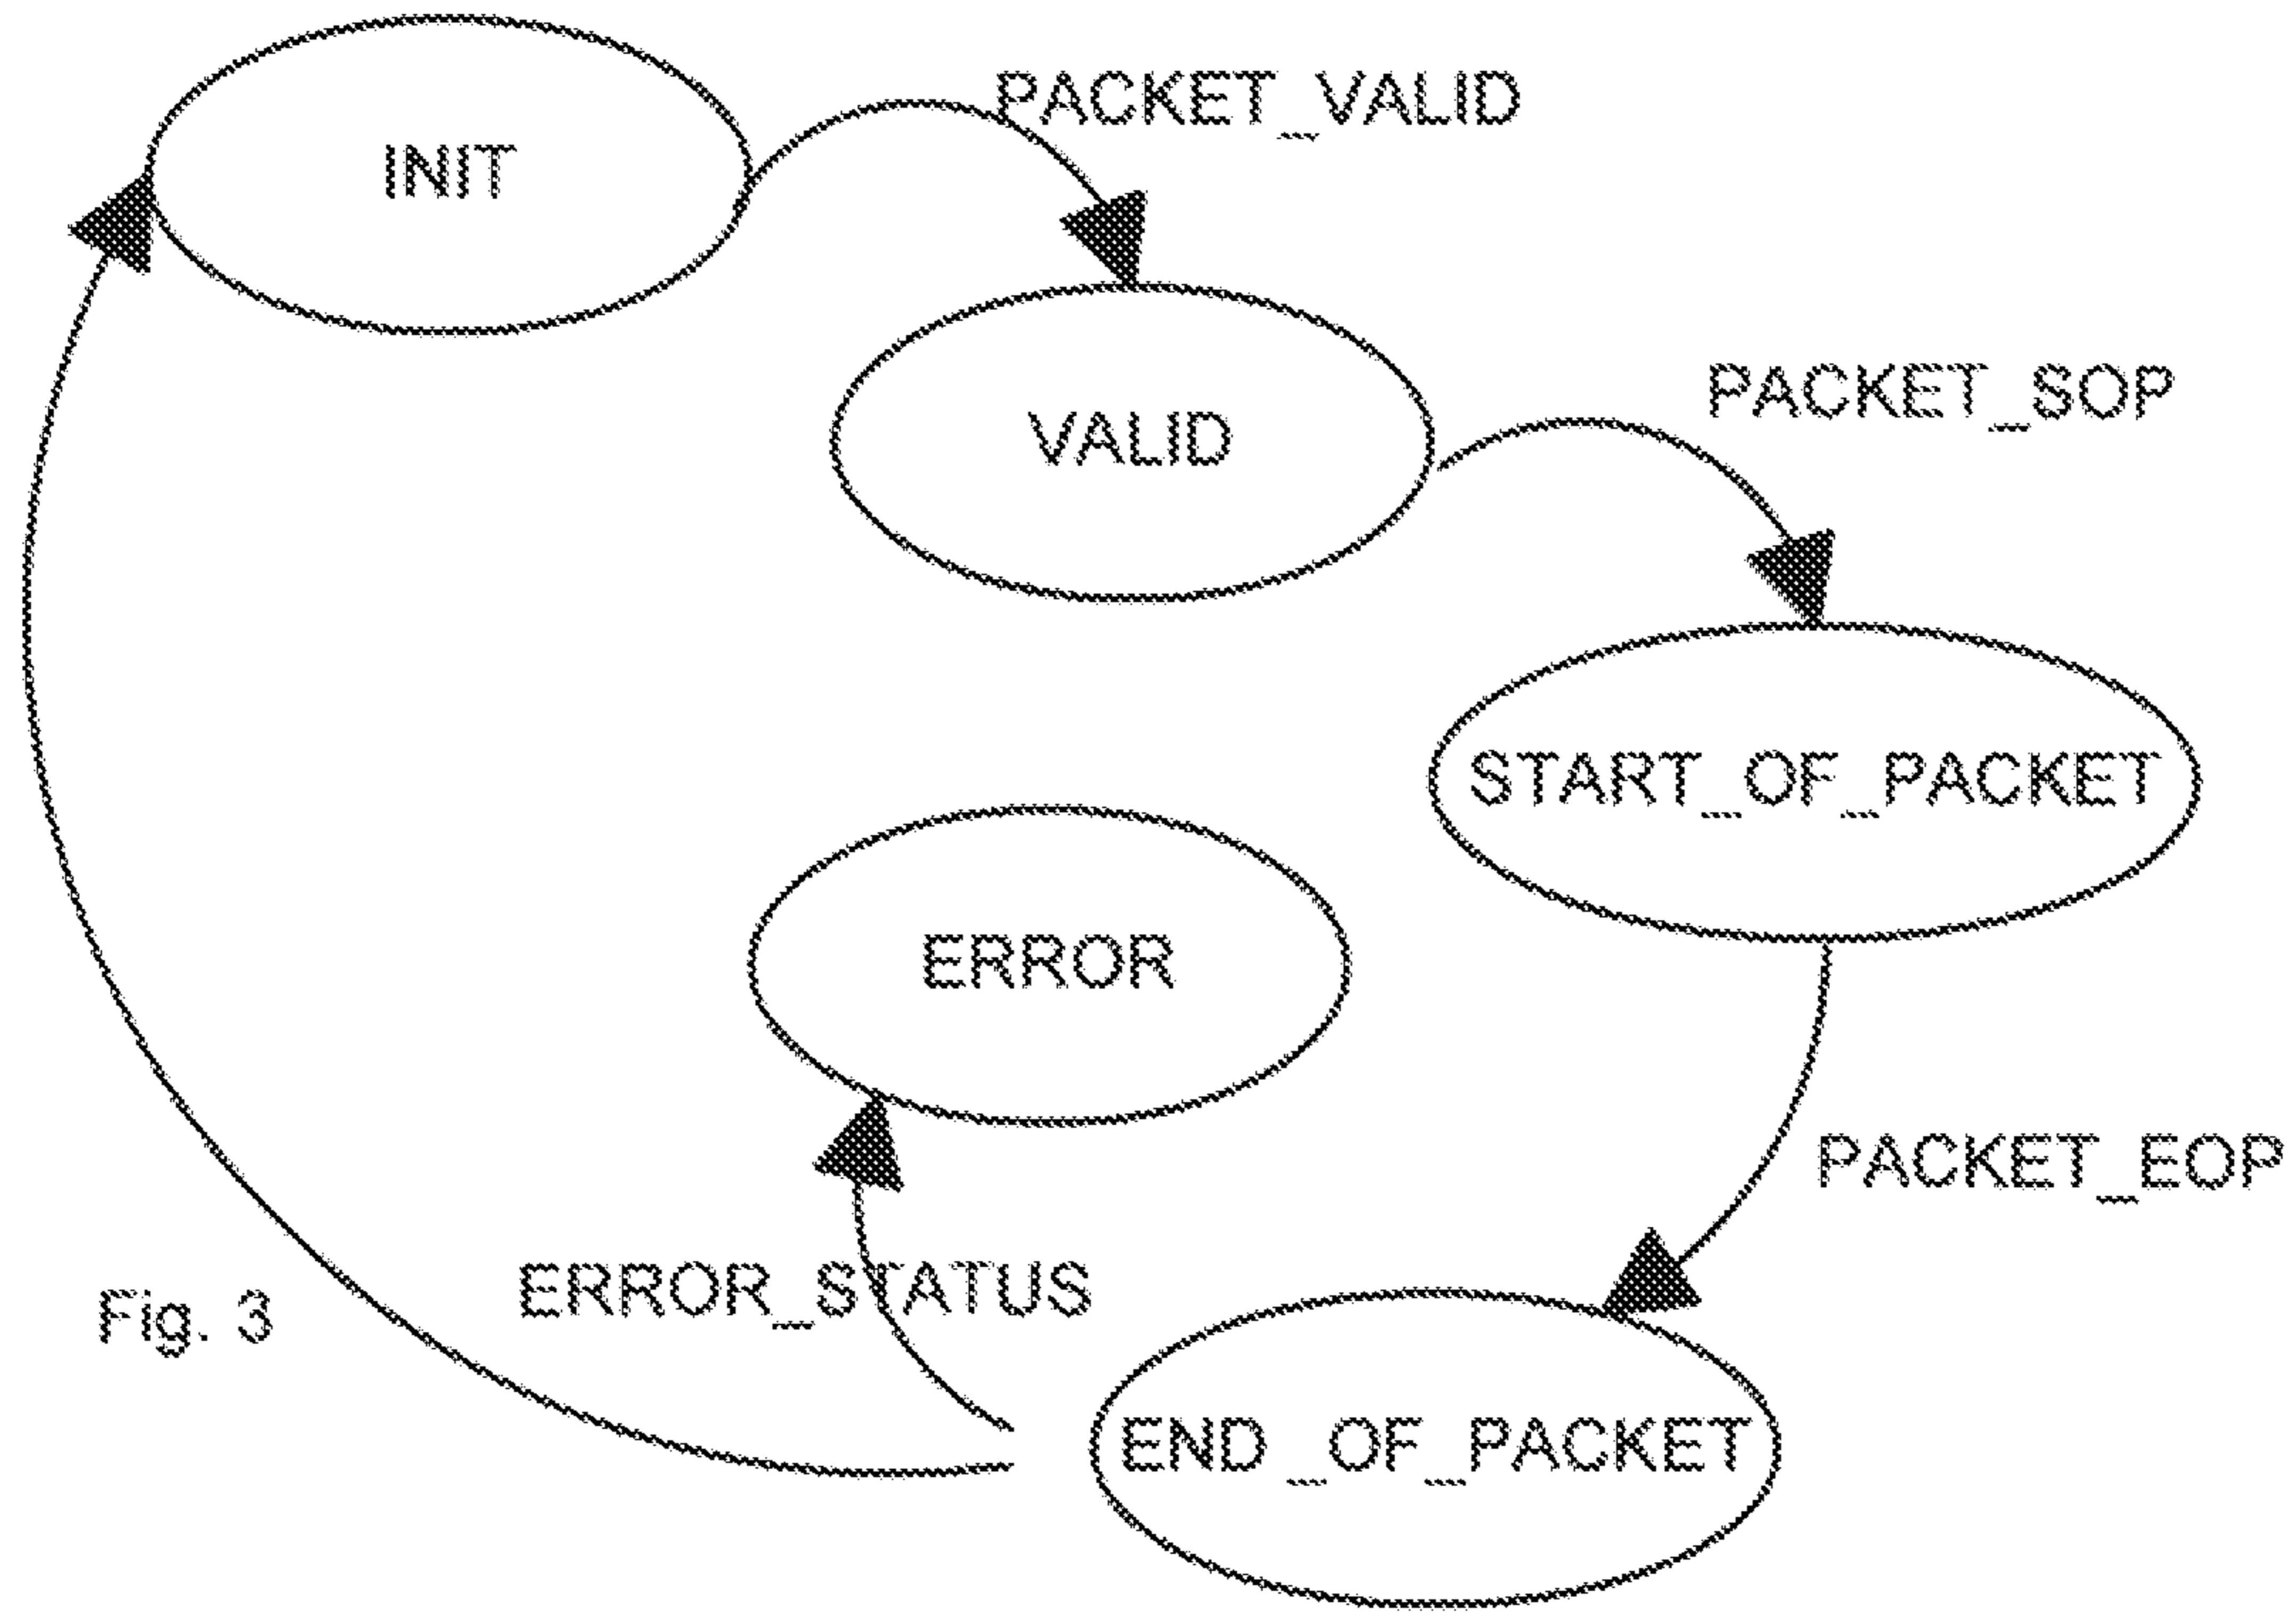 PACKET_VALID
INIT
PACKET_SOP
VALID
START_OF_PACKET
ERROR
PACKET_EOP
ERROR_STATUS
Fig. 3
END_OF_PACKET